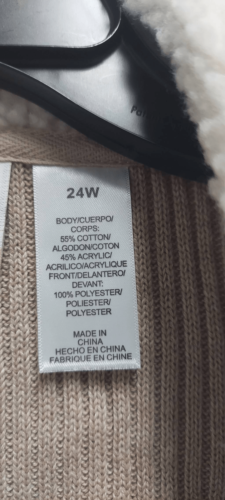 24W
BODY/CUERPO/
CORPS:
55% COTTON/
ALGODON/COTON
45% ACRYLIC/
ACRILICO/ACRYLIQUE
FRONT/DELANTERO/
DEVANT:
100% POLYESTER/
POLIESTER/
POLYESTER
MADE IN
CHINA
HECHO EN CHINA
FABRIQUE EN CHINE